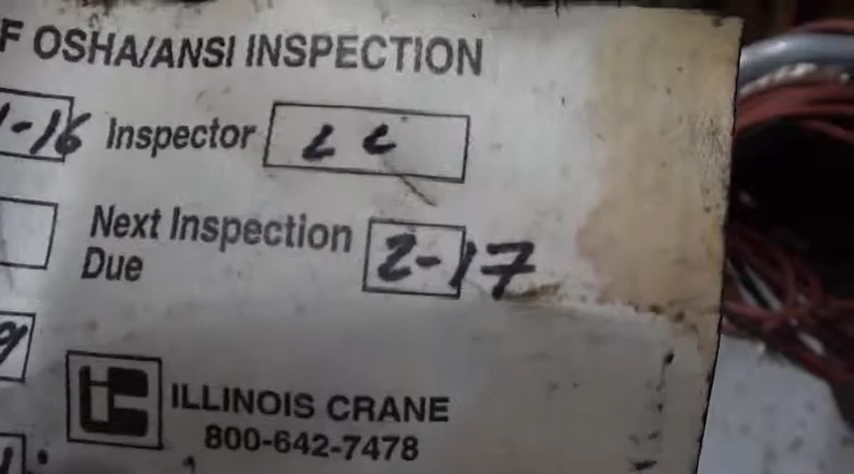 F OSHA/ANSI INSPECTION
-16 Inspector LC
Next Inspection Due 2-17
ILLINOIS CRANE
800-642-7478